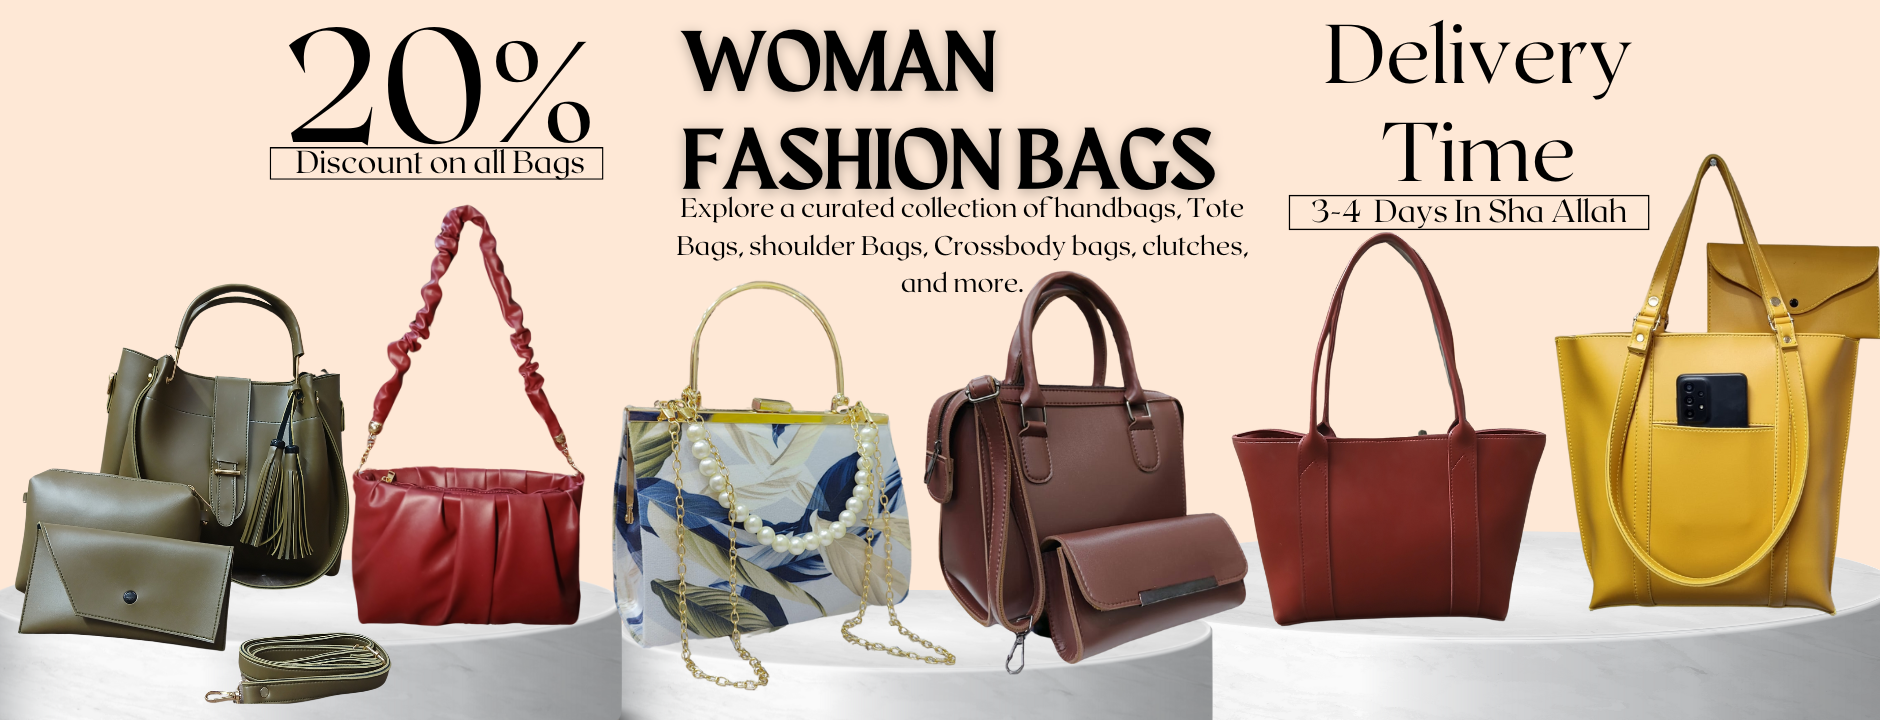 20%
Discount on all Bags
WOMAN
FASHION BAGS
Explore a curated collection of handbags, Tote
Bags, shoulder Bags, Crossbody bags, clutches,
and more.
Delivery
Time
3-4 Days In Sha Allah